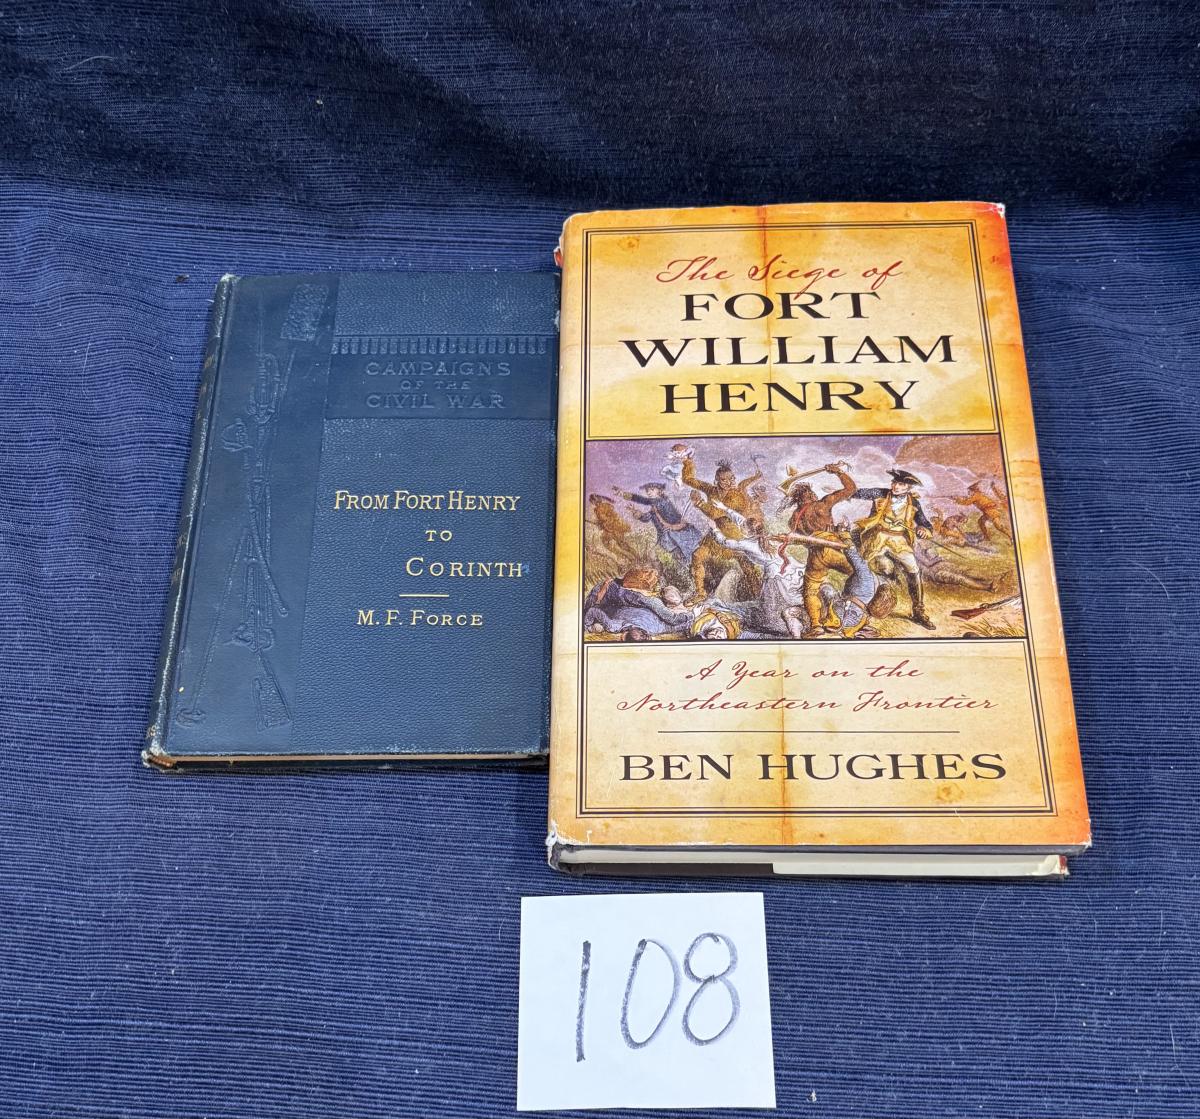 CAMPAIGNS
OF THE
CIVIL WAR
FROM FORT HENRY
TO
CORINTH
M. F. FORCE
The Siege of
FORT
WILLIAM
HENRY
A Year on the
Northeastern Frontier
BEN HUGHES
108